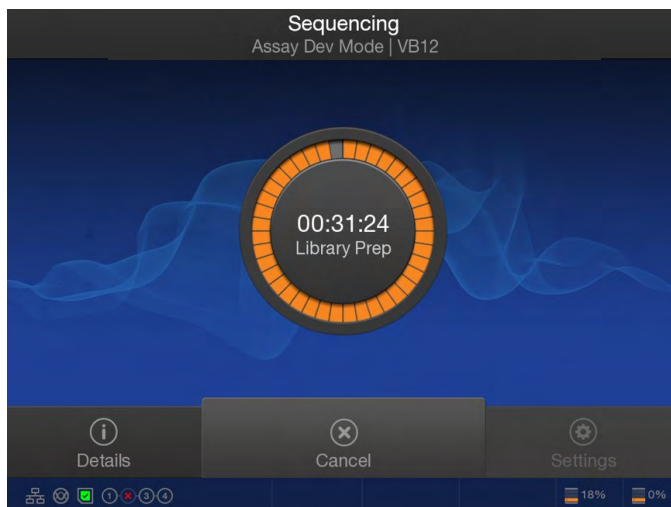 Sequencing
Assay Dev Mode | VB12
00:31:24
Library Prep
Details
Cancel
Settings
1 3 4
18%
0%